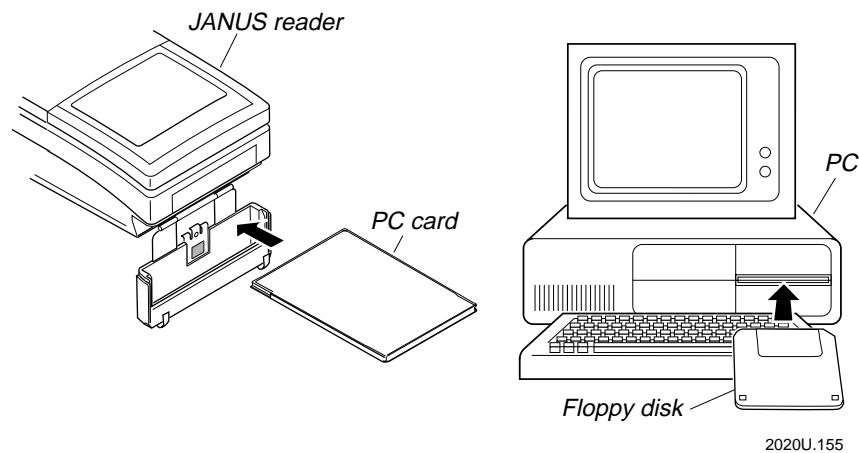 JANUS reader
PC card
PC
Floppy disk
2020U.155